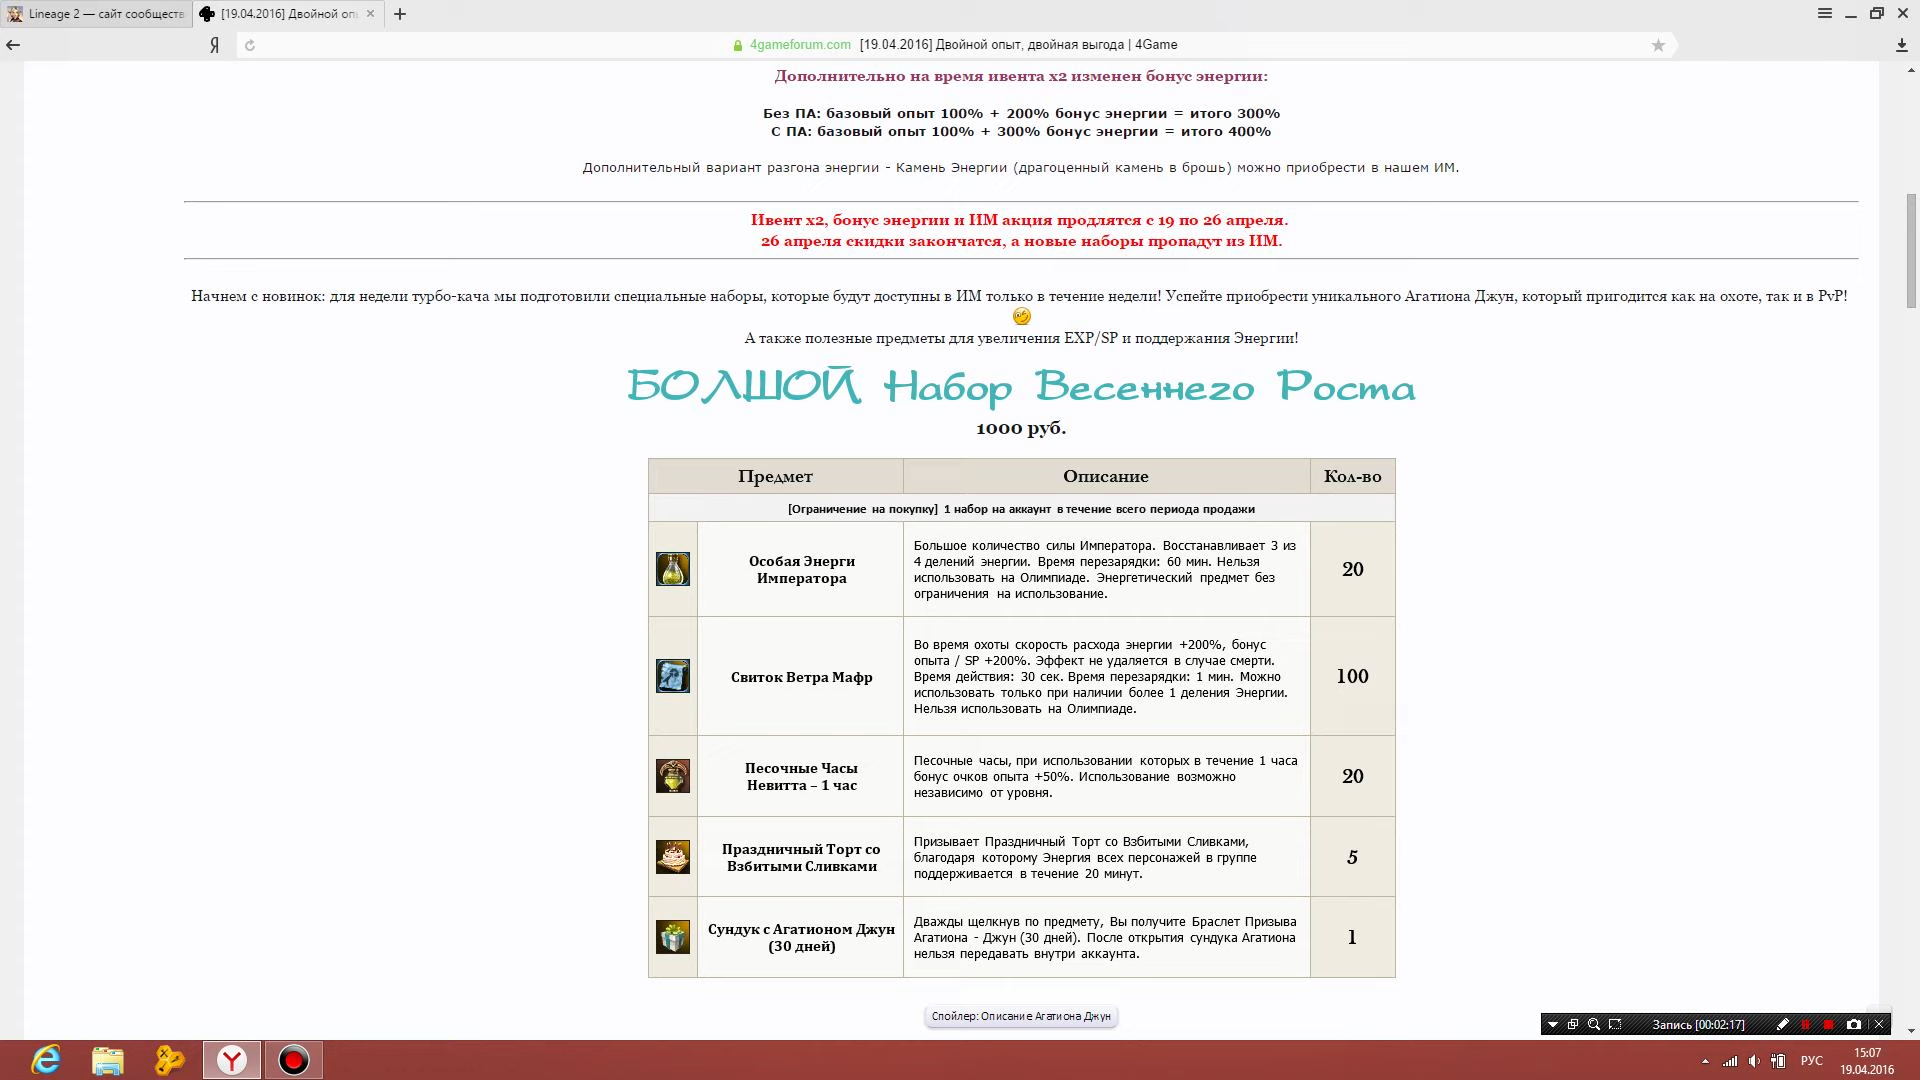 Lineage 2 — сайт сообществ
[19.04.2016] Двойной оп
Я
4gameforum.com [19.04.2016] Двойной опыт, двойная выгода | 4Game
Дополнительно на время ивента x2 изменен бонус энергии:
Без ПА: базовый опыт 100% + 200% бонус энергии = итого 300%
С ПА: базовый опыт 100% + 300% бонус энергии = итого 400%
Дополнительный вариант разгона энергии - Камень Энергии (драгоценный камень в брошь) можно приобрести в нашем ИМ.
Ивент x2, бонус энергии и ИМ акция продлятся с 19 по 26 апреля.
26 апреля скидки закончатся, а новые наборы пропадут из ИМ.
Начнем с новинок: для недели турбо-кача мы подготовили специальные наборы, которые будут доступны в ИМ только в течение недели! Успейте приобрести уникального Агатиона Джун, который пригодится как на охоте, так и в PvP!
А также полезные предметы для увеличения EXP/SP и поддержания Энергии!
БОЛШОЙ Набор Весеннего Роста
1000 руб.
Предмет Описание Кол-во
[Ограничение на покупку] 1 набор на аккаунт в течение всего периода продажи
Особая Энерги
Императора
Большое количество силы Императора. Восстанавливает 3 из
4 делений энергии. Время перезарядки: 60 мин. Нельзя
использовать на Олимпиаде. Энергетический предмет без
ограничения на использование.
20
Свиток Ветра Мафр
Во время охоты скорость расхода энергии +200%, бонус
опыта / SP +200%. Эффект не удаляется в случае смерти.
Время действия: 30 сек. Время перезарядки: 1 мин. Можно
использовать только при наличии более 1 деления Энергии.
Нельзя использовать на Олимпиаде.
100
Песочные Часы
Невитта – 1 час
Песочные часы, при использовании которых в течение 1 часа
бонус очков опыта +50%. Использование возможно
независимо от уровня.
20
Праздничный Торт со
Взбитыми Сливками
Призывает Праздничный Торт со Взбитыми Сливками,
благодаря которому Энергия всех персонажей в группе
поддерживается в течение 20 минут.
5
Сундук с Агатионом Джун
(30 дней)
Дважды щелкнув по предмету, Вы получите Браслет Призыва
Агатиона - Джун (30 дней). После открытия сундука Агатиона
нельзя передавать внутри аккаунта.
1
Спойлер: Описание Агатиона Джун
Запись [00:02:17]
РУС
15:07
19.04.2016